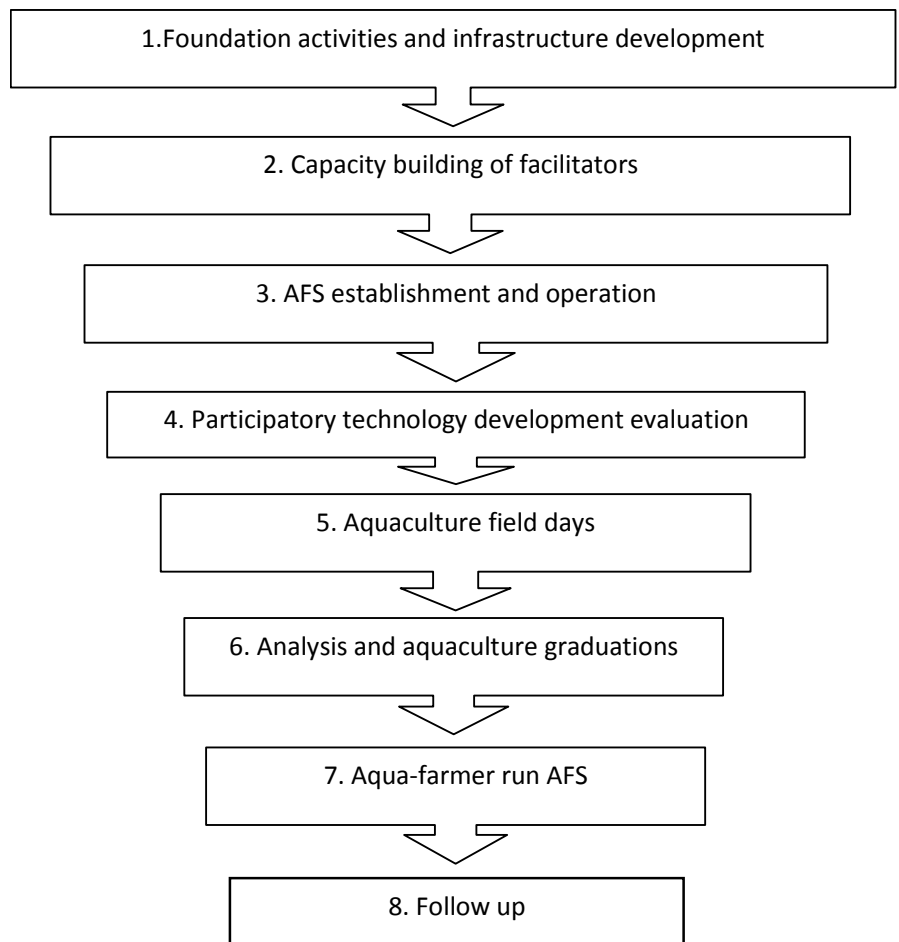 1.Foundation activities and infrastructure development
2. Capacity building of facilitators
3. AFS establishment and operation
4. Participatory technology development evaluation
5. Aquaculture field days
6. Analysis and aquaculture graduations
7. Aqua-farmer run AFS
8. Follow up